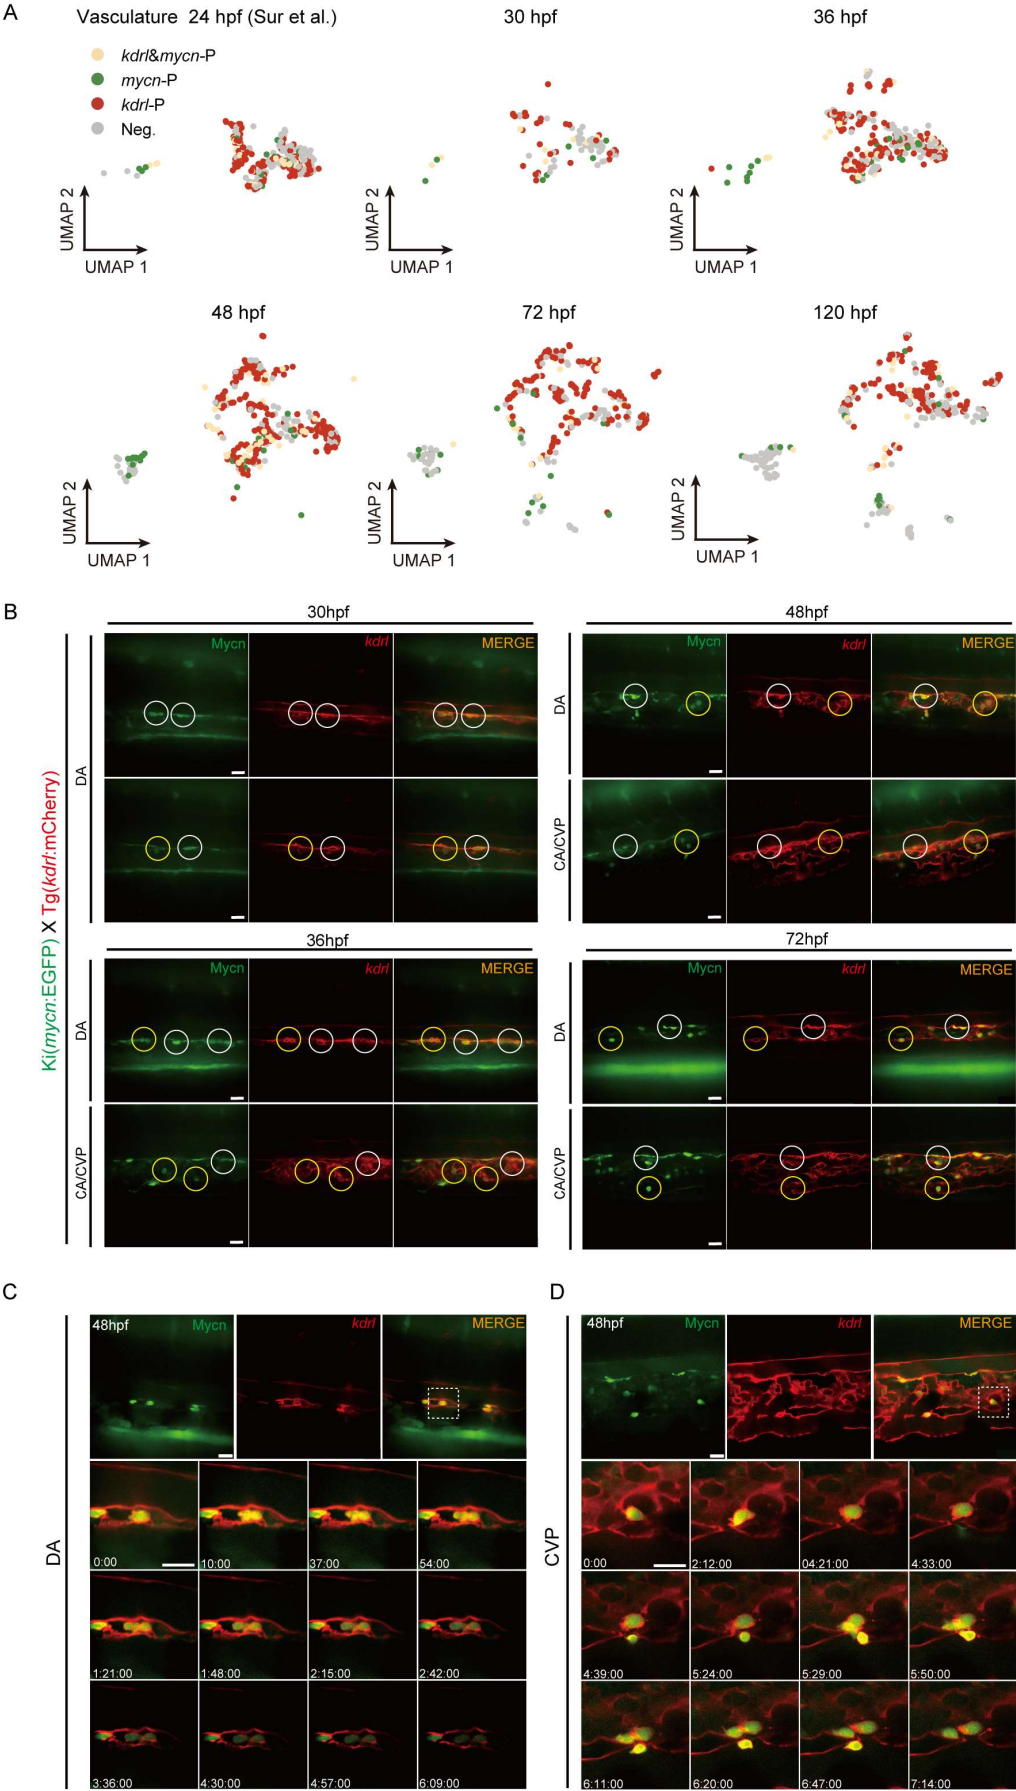 A
Vasculature 24 hpf (Sur et al.)
30 hpf
36 hpf
kdrl&mycn-P
mycn-P
kdrl-P
Neg.
UMAP 2
UMAP 1
UMAP 2
UMAP 1
UMAP 2
UMAP 1
48 hpf
72 hpf
120 hpf
UMAP 2
UMAP 1
UMAP 2
UMAP 1
UMAP 2
UMAP 1
B
Ki(mycn:EGFP) X Tg(kdrl:mCherry)
30hpf
Mycn
kdrl
MERGE
DA
48hpf
Mycn
kdrl
MERGE
DA
CA/CVP
36hpf
Mycn
kdrl
MERGE
DA
CA/CVP
72hpf
Mycn
kdrl
MERGE
DA
CA/CVP
C
DA
48hpf
Mycn
kdrl
MERGE
0:00
10:00
37:00
54:00
1:21:00
1:48:00
2:15:00
2:42:00
3:36:00
4:30:00
4:57:00
6:09:00
D
CVP
48hpf
Mycn
kdrl
MERGE
0:00
2:12:00
04:21:00
4:33:00
4:39:00
5:24:00
5:29:00
5:50:00
6:11:00
6:20:00
6:47:00
7:14:00